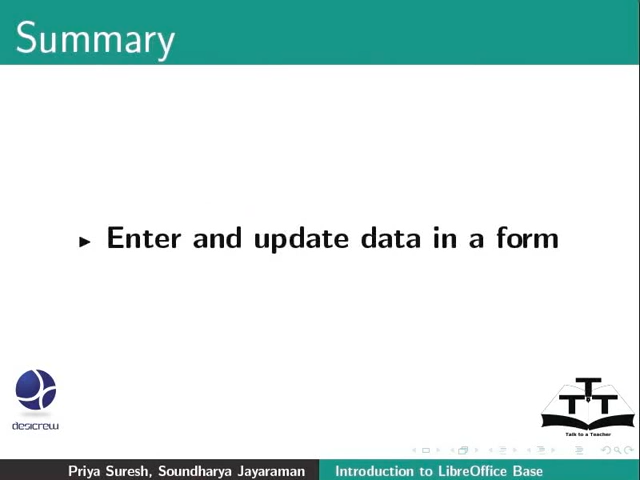 Summary
Enter and update data in a form
desicrew
T
T T
Talk to a Teacher
Priya Suresh, Soundharya Jayaraman
Introduction to LibreOffice Base